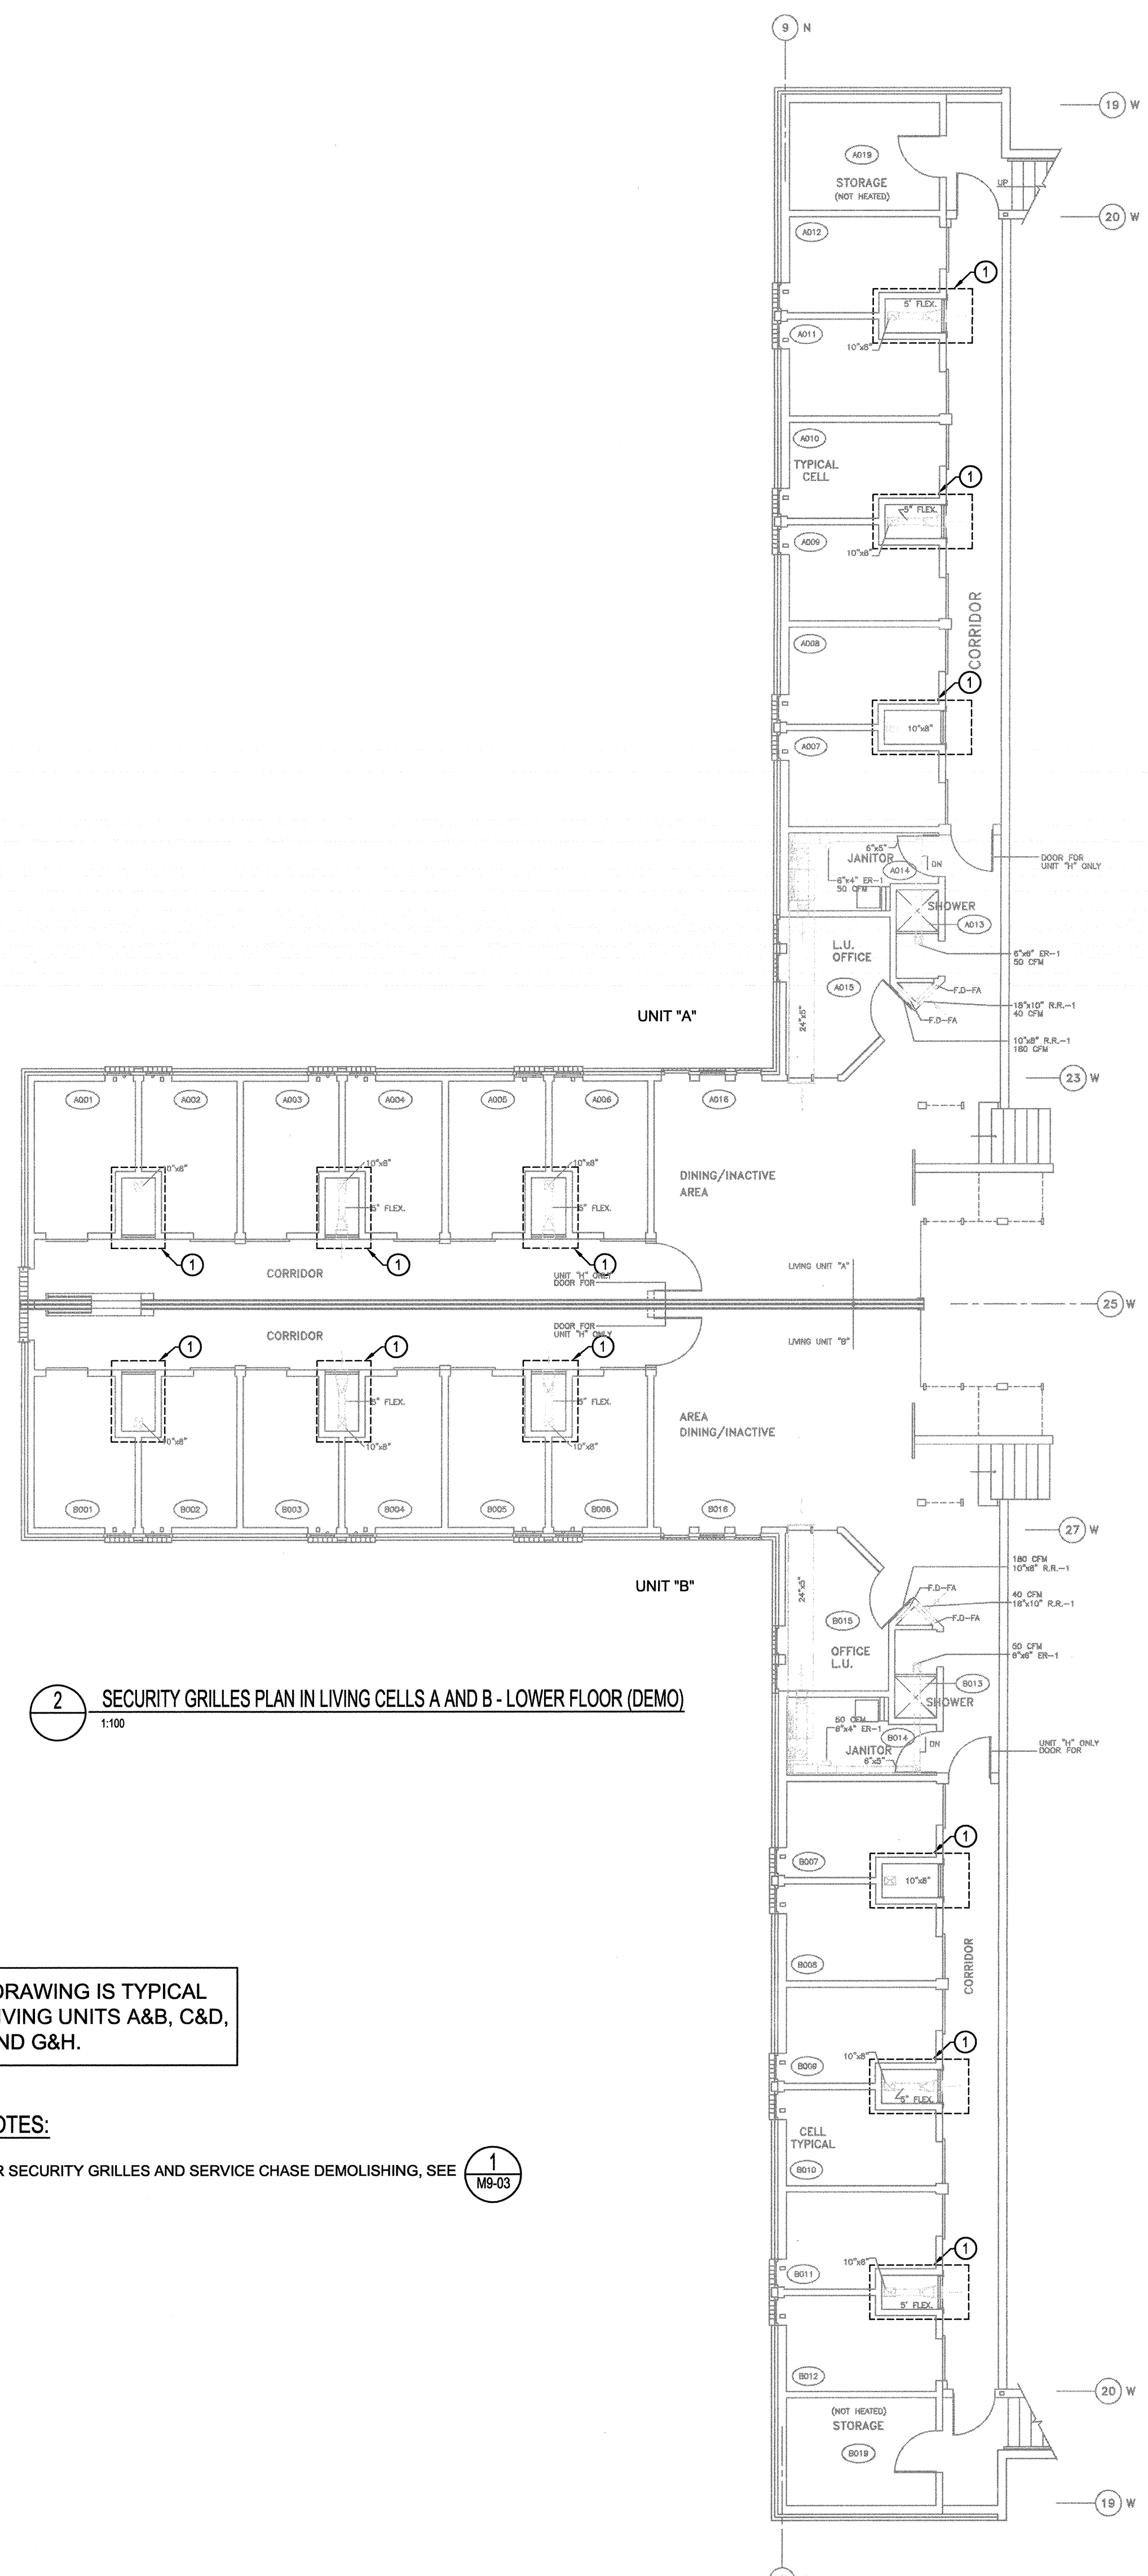 9 N
19 W
A019
STORAGE
(NOT HEATED)
UP
20 W
A012
1
5" FLEX.
A011
10"x8"
A010
TYPICAL
CELL
1
5" FLEX.
A009
10"x8"
CORRIDOR
A008
1
10"x8"
A007
6"x5"
JANITOR
DN
A014
6"x4" ER-1
50 CFM
DOOR FOR
UNIT "H" ONLY
SHOWER
A013
L.U.
OFFICE
6"x6" ER-1
50 CFM
A015
F.D-FA
18"x10" R.R.-1
40 CFM
F.D-FA
24"x5"
10"x8" R.R.-1
180 CFM
UNIT "A"
23 W
A001
A002
A003
A004
A005
A006
A016
10"x8"
10"x8"
10"x8"
DINING/INACTIVE
AREA
5" FLEX.
5" FLEX.
1
1
1
CORRIDOR
UNIT "H" ONLY
DOOR FOR
LIVING UNIT "A"
25 W
CORRIDOR
DOOR FOR
UNIT "H" ONLY
LIVING UNIT "B"
1
1
1
5" FLEX.
5" FLEX.
10"x8"
10"x8"
10"x8"
AREA
DINING/INACTIVE
B001
B002
B003
B004
B005
B006
B016
27 W
UNIT "B"
180 CFM
10"x8" R.R.-1
24"x5"
F.D-FA
40 CFM
18"x10" R.R.-1
F.D-FA
B015
OFFICE
L.U.
50 CFM
6"x6" ER-1
B013
SHOWER
50 CFM
6"x4" ER-1
B014
DN
JANITOR
6"x5"
UNIT "H" ONLY
DOOR FOR
2
SECURITY GRILLES PLAN IN LIVING CELLS A AND B - LOWER FLOOR (DEMO)
1:100
1
B007
10"x8"
CORRIDOR
B008
DRAWING IS TYPICAL
IVING UNITS A&B, C&D,
ND G&H.
1
10"x8"
B009
5" FLEX.
OTES:
CELL
TYPICAL
B010
R SECURITY GRILLES AND SERVICE CHASE DEMOLISHING, SEE
1
M9-03
1
10"x8"
B011
5" FLEX.
B012
20 W
(NOT HEATED)
STORAGE
B019
19 W